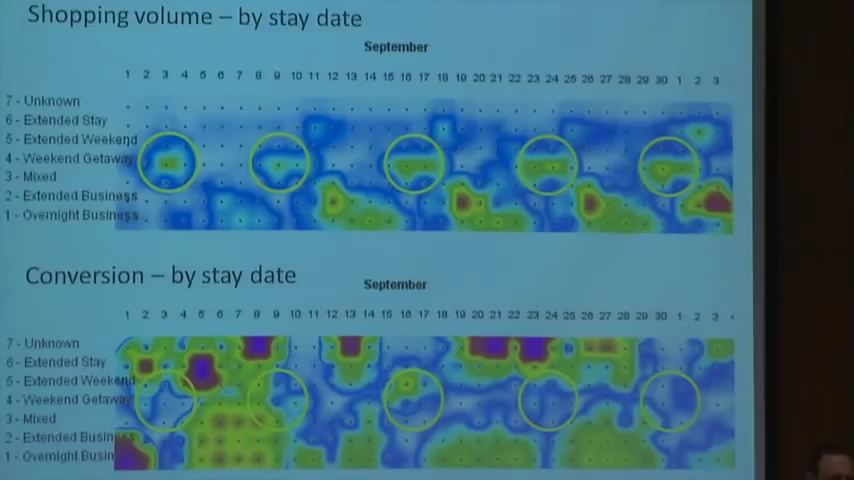 Shopping volume – by stay date
September
1 2 3 4 5 6 7 8 9 10 11 12 13 14 15 16 17 18 19 20 21 22 23 24 25 26 27 28 29 30 1 2 3
7 - Unknown
6 - Extended Stay
5 - Extended Weekend
4 - Weekend Getaway
3 - Mixed
2 - Extended Business
1 - Overnight Business
Conversion – by stay date
September
1 2 3 4 5 6 7 8 9 10 11 12 13 14 15 16 17 18 19 20 21 22 23 24 25 26 27 28 29 30 1 2 3 4
7 - Unknown
6 - Extended Stay
5 - Extended Weekend
4 - Weekend Getaway
3 - Mixed
2 - Extended Busin
1 - Overnight Busin